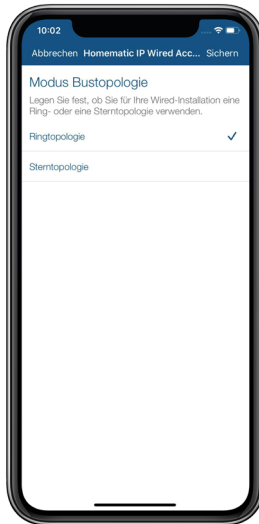 10:02
Abbrechen Homematic IP Wired Acc... Sichern
Modus Bustopologie
Legen Sie fest, ob Sie für Ihre Wired-Installation eine
Ring- oder eine Sterntopologie verwenden.
Ringtopologie
Sterntopologie